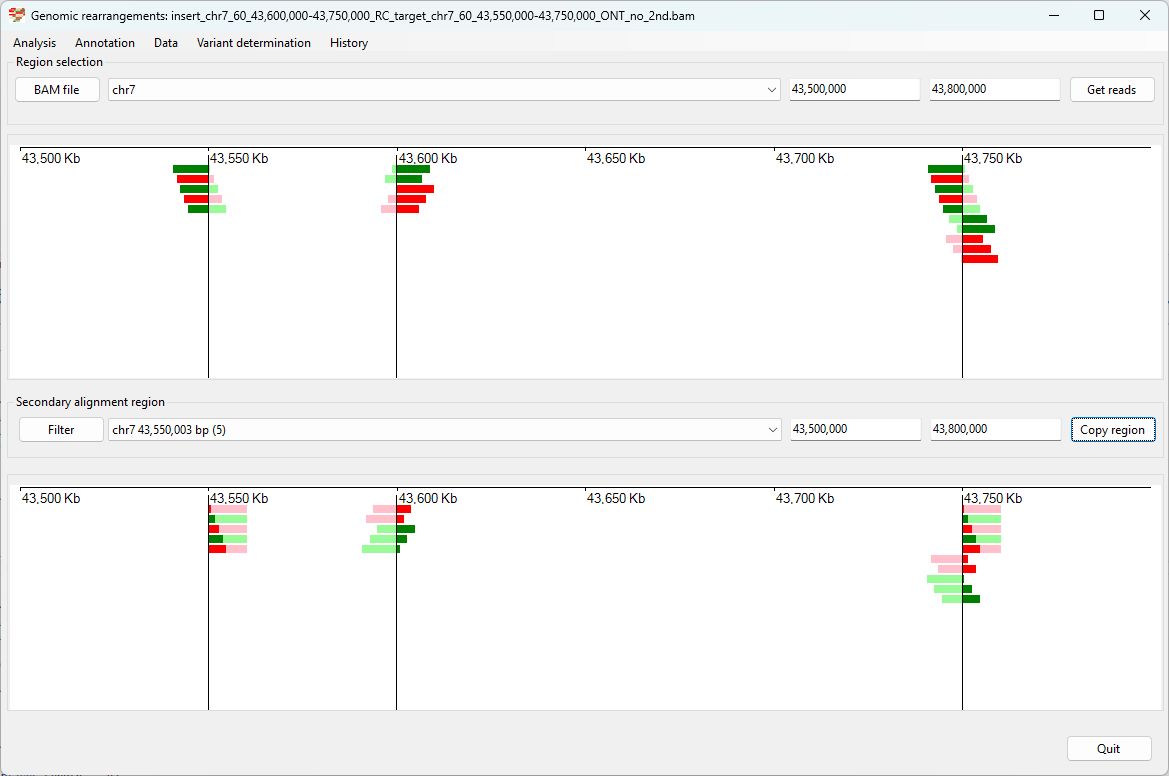 Genomic rearrangements: insert_chr7_60_43,600,000-43,750,000_RC_target_chr7_60_43,550,000-43,750,000_ONT_no_2nd.bam
Analysis Annotation Data Variant determination History
Region selection
BAM file chr7 43,500,000 43,800,000 Get reads
43,500 Kb 43,550 Kb 43,600 Kb 43,650 Kb 43,700 Kb 43,750 Kb
Secondary alignment region
Filter chr7 43,550,003 bp (5) 43,500,000 43,800,000 Copy region
43,500 Kb 43,550 Kb 43,600 Kb 43,650 Kb 43,700 Kb 43,750 Kb
Quit